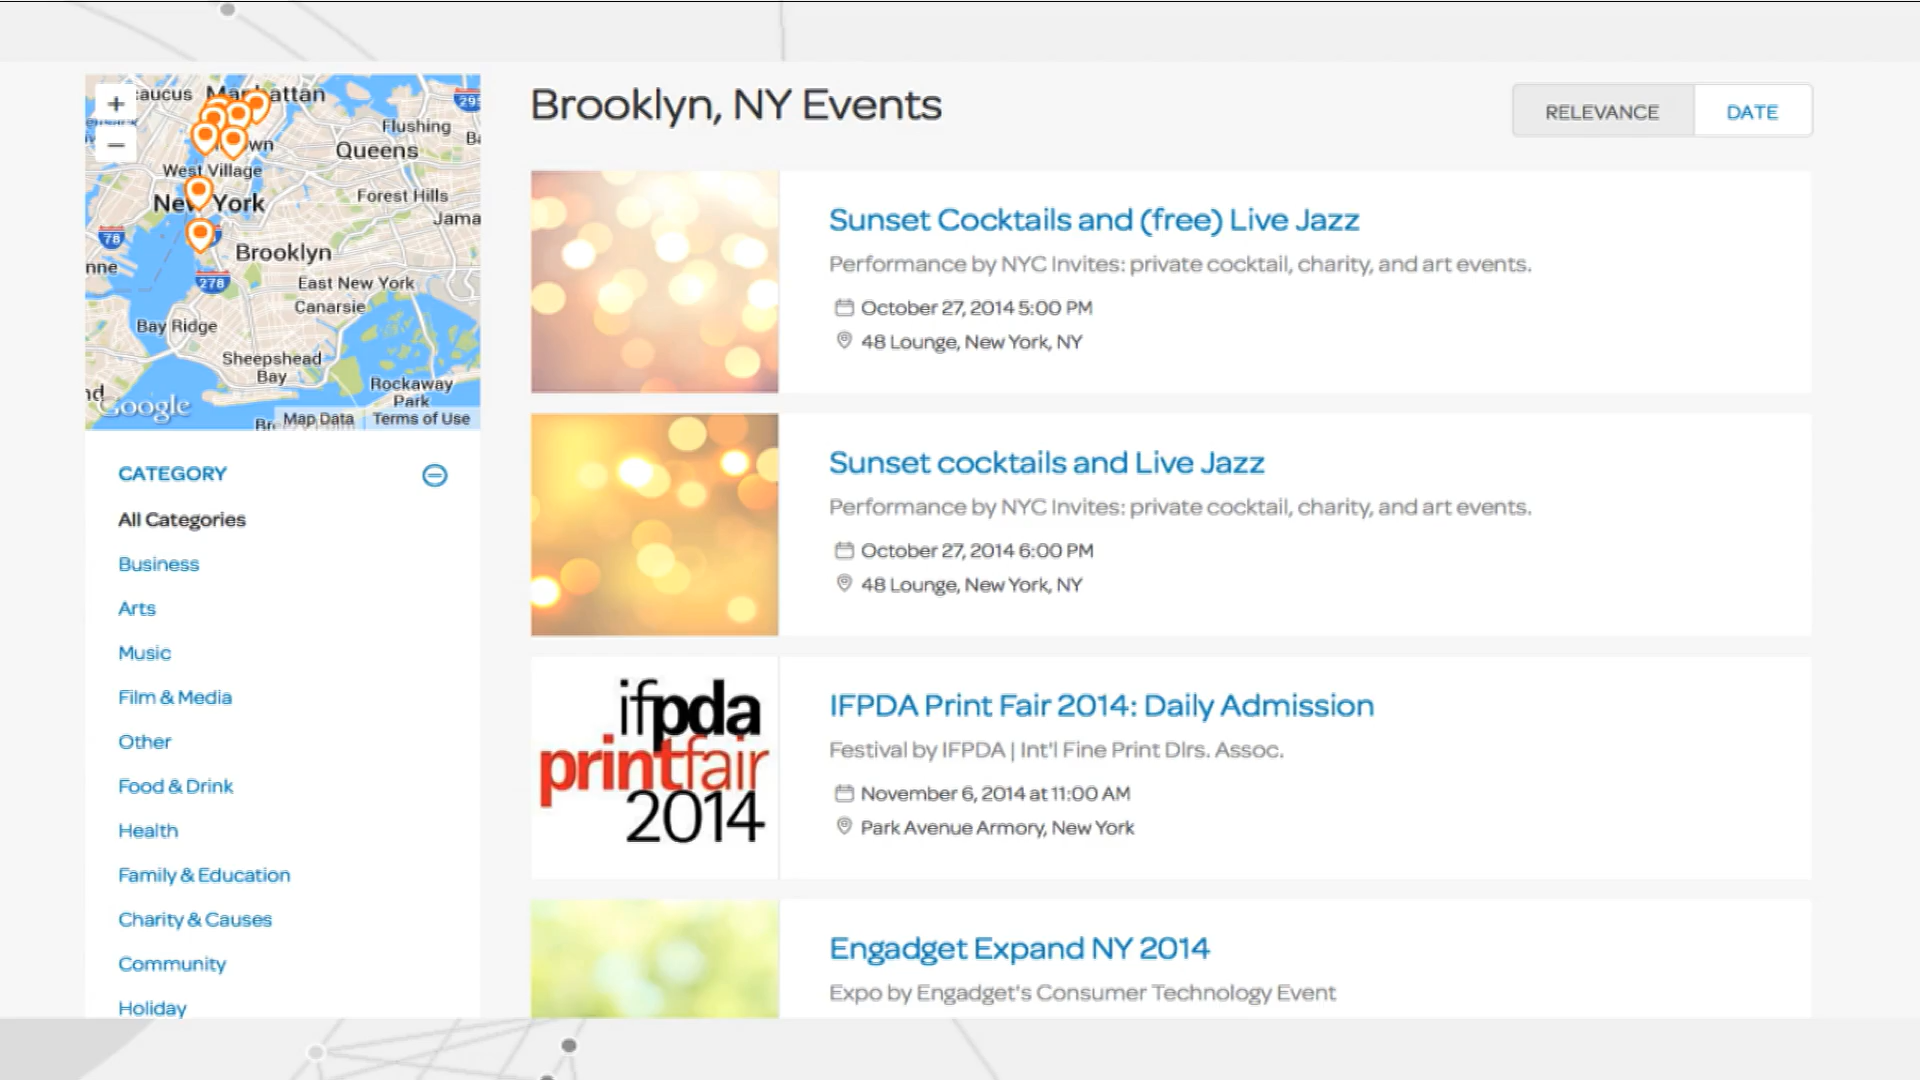 Manhattan
Flushing
Queens
West Village
Forest Hills
New York
Jama
78
Brooklyn
nne
278
East New York
Canarsie
Bay Ridge
Sheepshead
Bay
Rockaway
Park
Google
Map Data
Terms of Use
CATEGORY
All Categories
Business
Arts
Music
Film & Media
Other
Food & Drink
Health
Family & Education
Charity & Causes
Community
Holiday
Brooklyn, NY Events
RELEVANCE
DATE
Sunset Cocktails and (free) Live Jazz
Performance by NYC Invites: private cocktail, charity, and art events.
October 27, 2014 5:00 PM
48 Lounge, New York, NY
Sunset cocktails and Live Jazz
Performance by NYC Invites: private cocktail, charity, and art events.
October 27, 2014 6:00 PM
48 Lounge, New York, NY
ifpda
printfair
2014
IFPDA Print Fair 2014: Daily Admission
Festival by IFPDA | Int'l Fine Print Dlrs. Assoc.
November 6, 2014 at 11:00 AM
Park Avenue Armory, New York
Engadget Expand NY 2014
Expo by Engadget's Consumer Technology Event